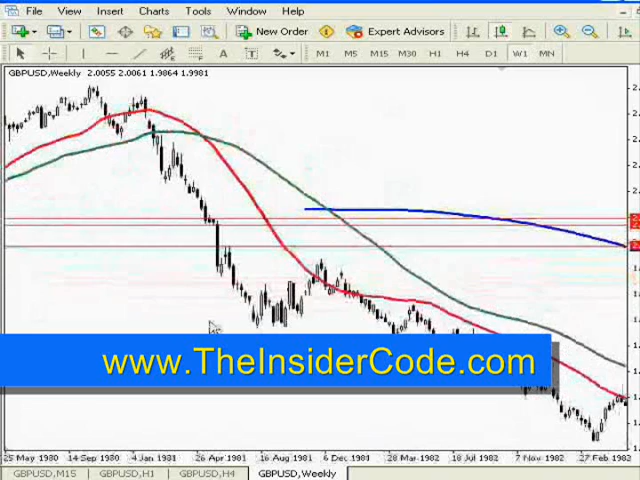 File View Insert Charts Tools Window Help
New Order Expert Advisors M1 M5 M15 M30 H1 H4 D1 W1 MN
A T
GBPUSD,Weekly 2.0055 2.0061 1.9864 1.9981
www.TheInsiderCode.com
25 May 1980 14 Sep 1980 4 Jan 1981 26 Apr 1981 16 Aug 1981 6 Dec 1981 28 Mar 1982 18 Jul 1982 7 Nov 1982 27 Feb 1982
GBPUSD,M15 GBPUSD,H1 GBPUSD,H4 GBPUSD,Weekly